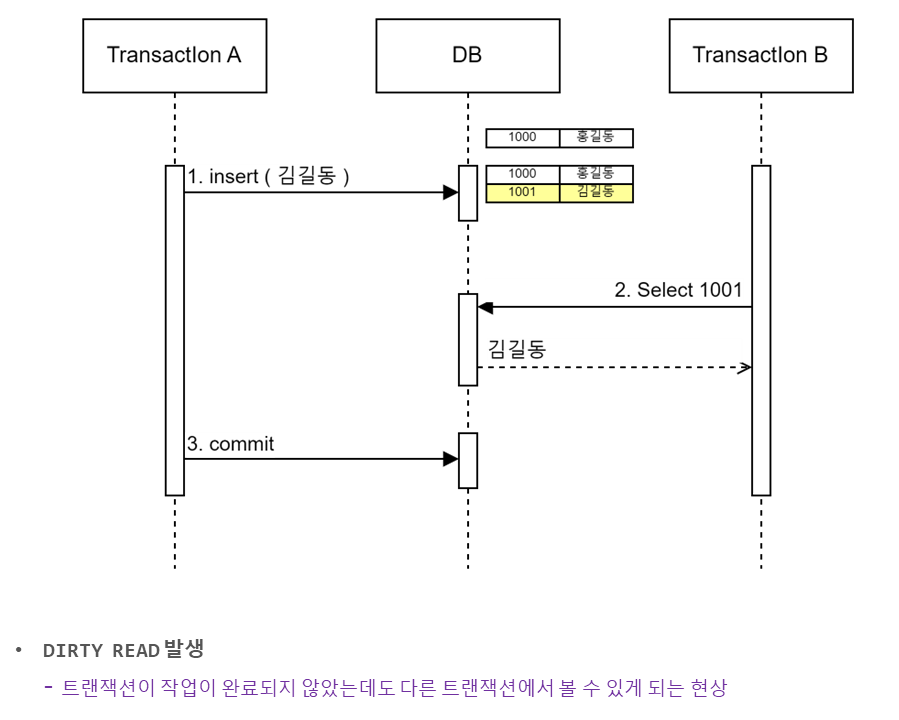 TransactIon A
DB
TransactIon B
1000 홍길동
1. insert ( 김길동 )
1000 홍길동
1001 김길동
2. Select 1001
김길동
3. commit
• DIRTY READ 발생
- 트랜잭션이 작업이 완료되지 않았는데도 다른 트랜잭션에서 볼 수 있게 되는 현상